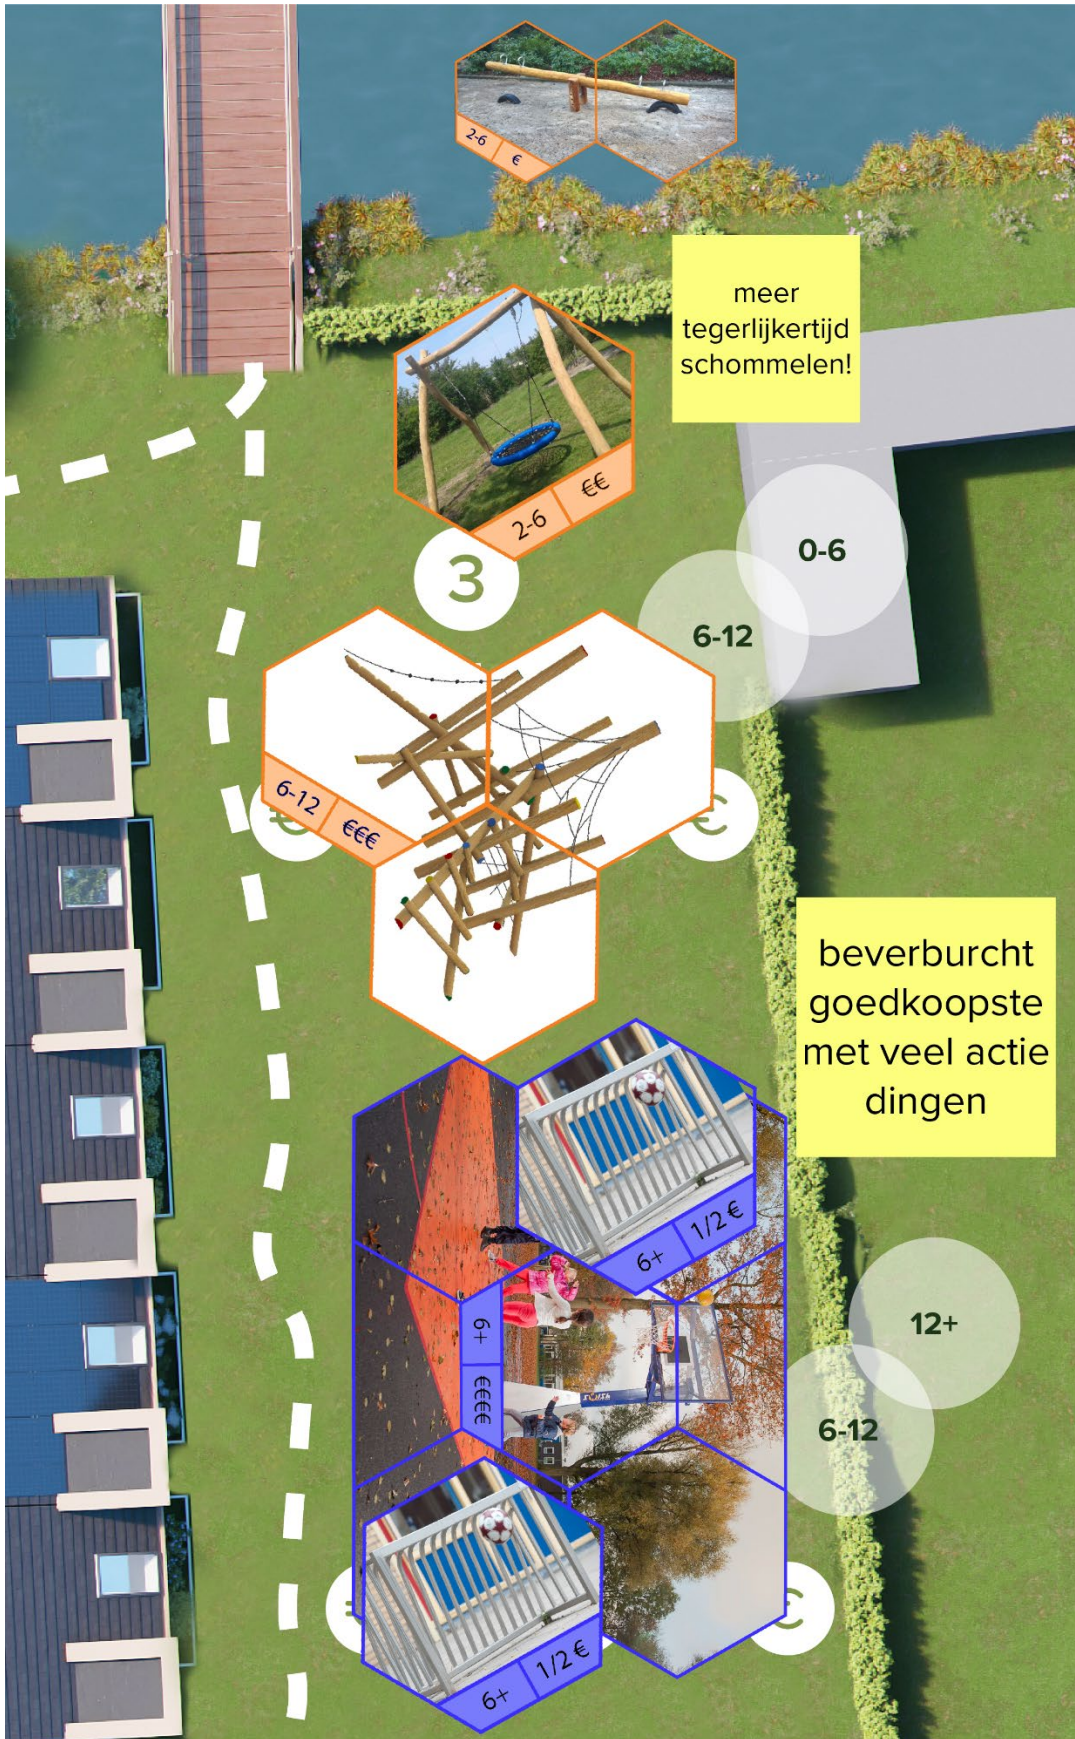 2-6 €
meer
tegerlijkertijd
schommelen!
2-6 €€
3
0-6
6-12
6-12 €€€
€
€
beverburcht
goedkoopste
met veel actie
dingen
6+ 1/2 €
6+ €€€€
12+
6-12
€
6+ 1/2 €